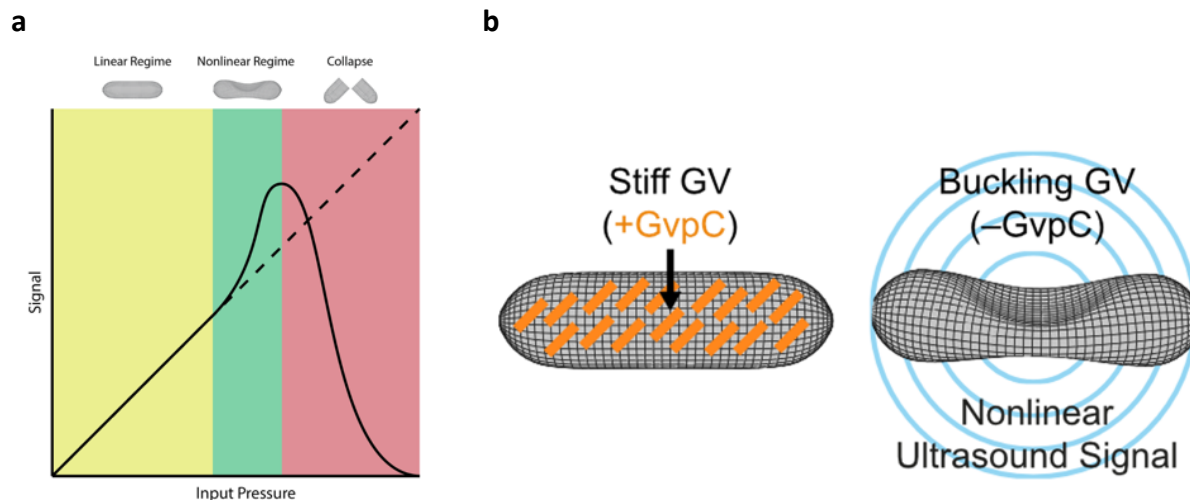 a
b
Linear Regime
Nonlinear Regime
Collapse
Signal
Input Pressure
Stiff GV
(+GvpC)
Buckling GV
(–GvpC)
Nonlinear
Ultrasound Signal